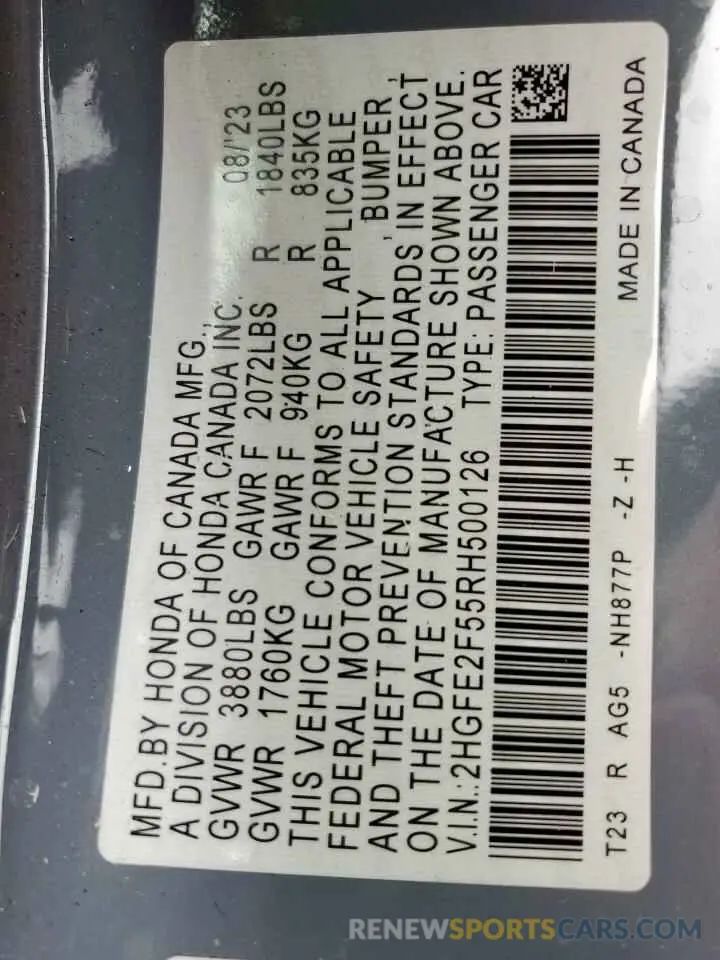 MFD.BY HONDA OF CANADA MFG.,
A DIVISION OF HONDA CANADA INC. 08/'23
GVWR 3880LBS GAWR F 2072LBS R 1840LBS
GVWR 1760KG GAWR F 940KG R 835KG
THIS VEHICLE CONFORMS TO ALL APPLICABLE
FEDERAL MOTOR VEHICLE SAFETY , BUMPER ,
AND THEFT PREVENTION STANDARDS IN EFFECT
ON THE DATE OF MANUFACTURE SHOWN ABOVE.
V.I.N.:2HGFE2F55RH500126 TYPE: PASSENGER CAR
T23 R AG5 -NH877P -Z -H MADE IN CANADA
RENEWSPORTSCARS.COM